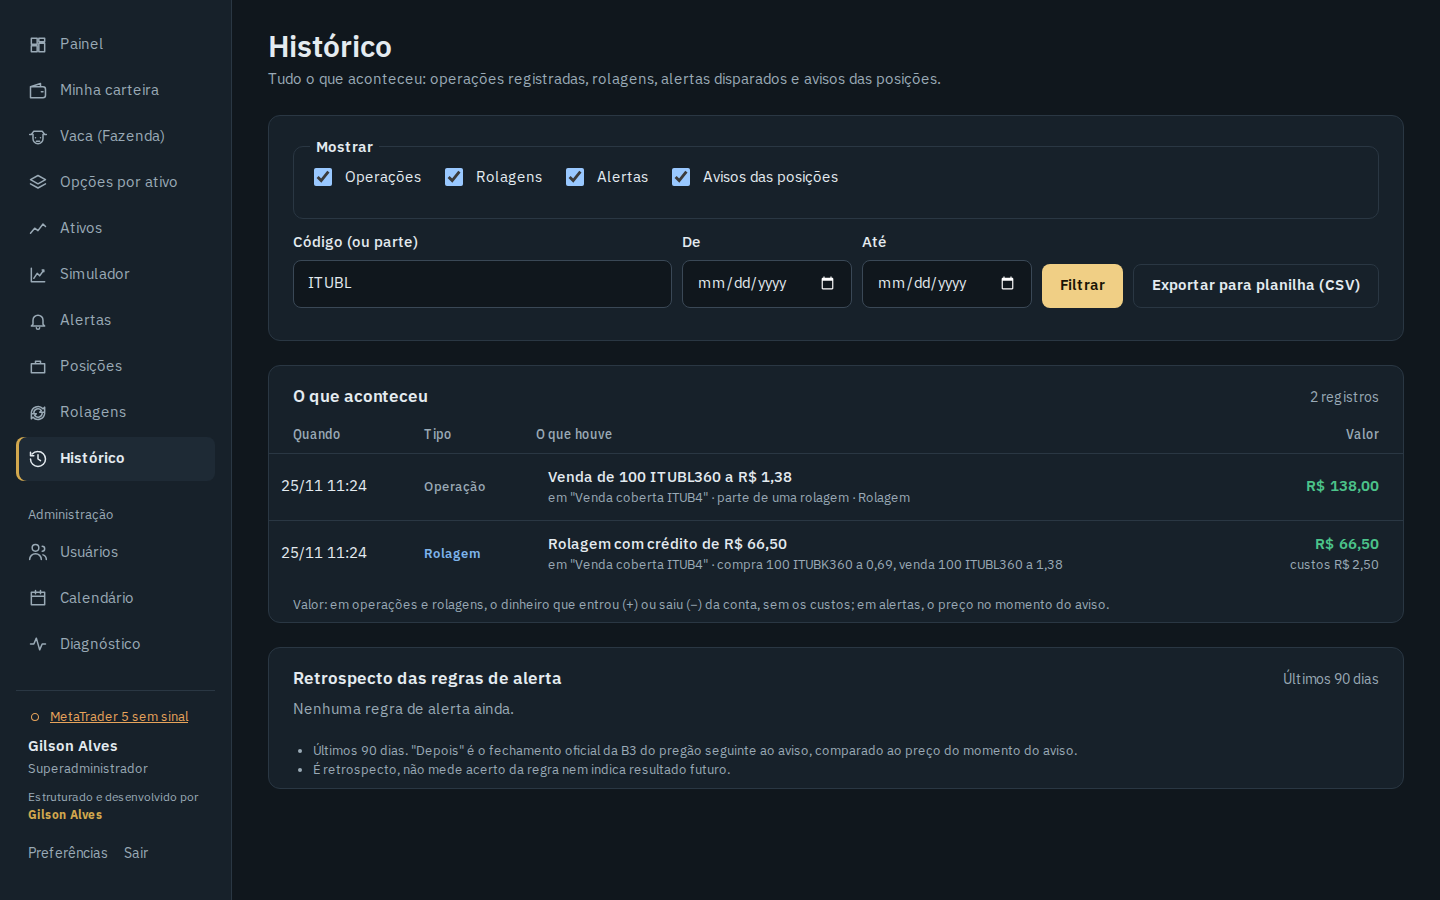 Painel
Minha carteira
Vaca (Fazenda)
Opções por ativo
Ativos
Simulador
Alertas
Posições
Rolagens
Histórico
Administração
Usuários
Calendário
Diagnóstico
MetaTrader 5 sem sinal
Gilson Alves
Superadministrador
Estruturado e desenvolvido por
Gilson Alves
Preferências Sair
Histórico
Tudo o que aconteceu: operações registradas, rolagens, alertas disparados e avisos das posições.
Mostrar
Operações Rolagens Alertas Avisos das posições
Código (ou parte) De Até
ITUBL mm/dd/yyyy mm/dd/yyyy Filtrar Exportar para planilha (CSV)
O que aconteceu 2 registros
Quando Tipo O que houve Valor
25/11 11:24 Operação Venda de 100 ITUBL360 a R$ 1,38 R$ 138,00
em "Venda coberta ITUB4" · parte de uma rolagem · Rolagem
25/11 11:24 Rolagem Rolagem com crédito de R$ 66,50 R$ 66,50
em "Venda coberta ITUB4" · compra 100 ITUBK360 a 0,69, venda 100 ITUBL360 a 1,38 custos R$ 2,50
Valor: em operações e rolagens, o dinheiro que entrou (+) ou saiu (−) da conta, sem os custos; em alertas, o preço no momento do aviso.
Retrospecto das regras de alerta Últimos 90 dias
Nenhuma regra de alerta ainda.
• Últimos 90 dias. "Depois" é o fechamento oficial da B3 do pregão seguinte ao aviso, comparado ao preço do momento do aviso.
• É retrospecto, não mede acerto da regra nem indica resultado futuro.